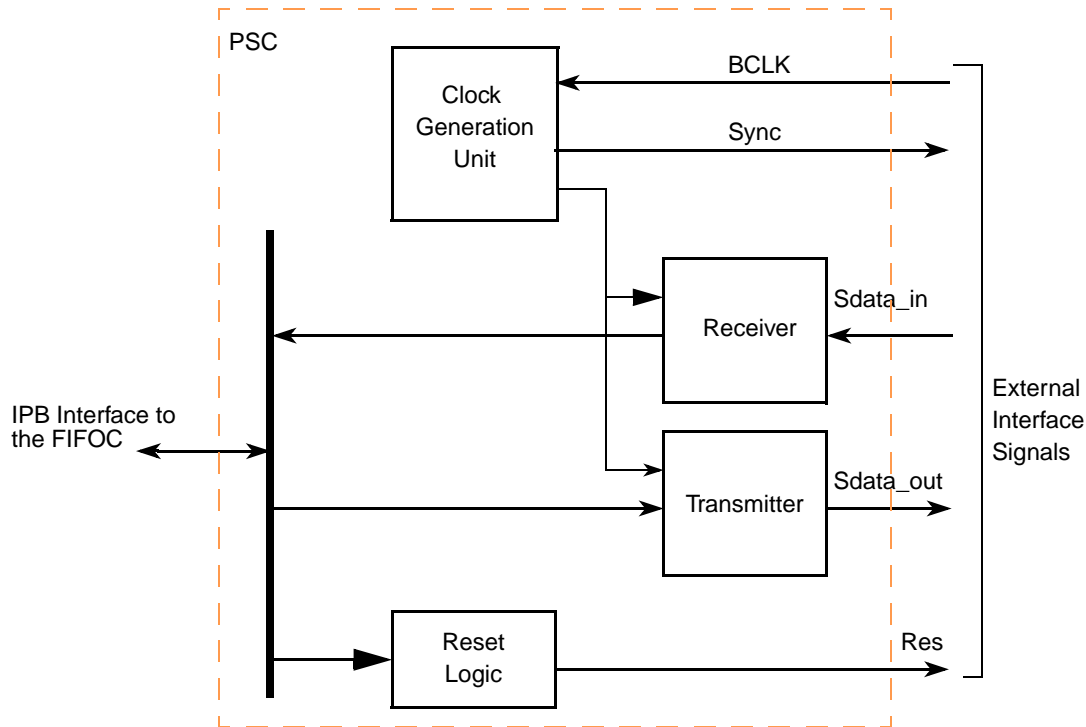 PSC
BCLK
Clock
Generation
Unit
Sync
Sdata_in
Receiver
External
Interface
Signals
IPB Interface to
the FIFOC
Sdata_out
Transmitter
Res
Reset
Logic